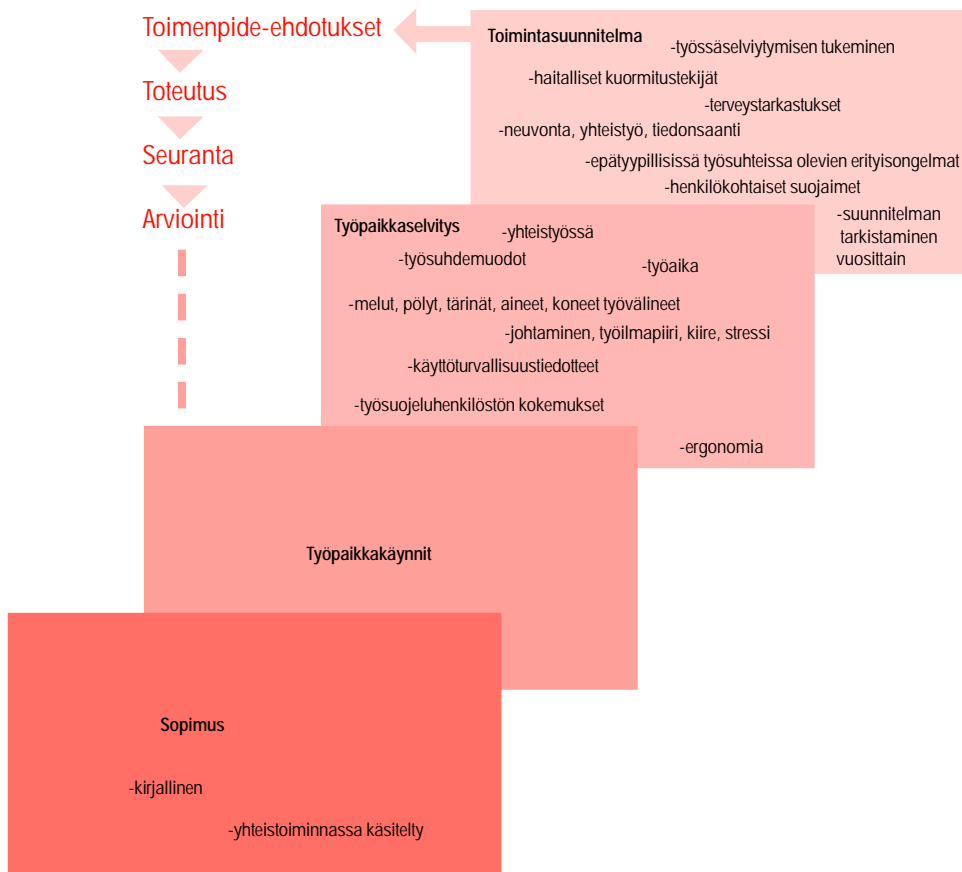 Toimenpide-ehdotukset
Toteutus
Seuranta
Arviointi
Toimintasuunnitelma
-työssäselviytymisen tukeminen
-haitalliset kuormitustekijät
-terveystarkastukset
-neuvonta, yhteistyö, tiedonsaanti
-epätyypillisissä työsuhteissa olevien erityisongelmat
-henkilökohtaiset suojaimet
-suunnitelman
tarkistaminen
vuosittain
Työpaikkaselvitys
-yhteistyössä
-työsuhdemuodot
-työaika
-melut, pölyt, tärinät, aineet, koneet työvälineet
-johtaminen, työilmapiiri, kiire, stressi
-käyttöturvallisuustiedotteet
-työsuojeluhenkilöstön kokemukset
-ergonomia
Työpaikkakäynnit
Sopimus
-kirjallinen
-yhteistoiminnassa käsitelty